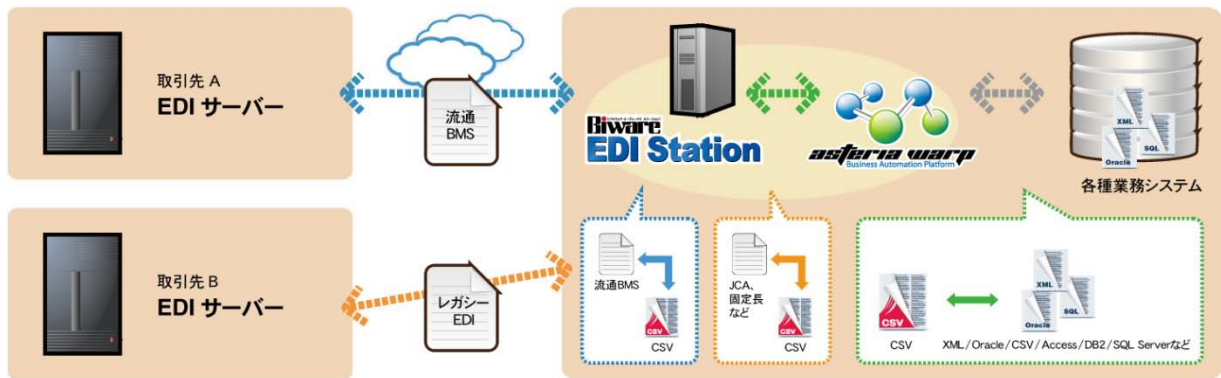 取引先 A
EDI サーバー
流通
BMS
Biware
EDI Station
asteria warp
Business Automation Platform
XML
SQL
Oracle
各種業務システム
取引先 B
EDI サーバー
レガシー
EDI
流通BMS
CSV
CSV
JCA、
固定長
など
CSV
CSV
CSV
CSV
XML
SQL
Oracle
XML/Oracle/CSV/Access/DB2/SQL Serverなど